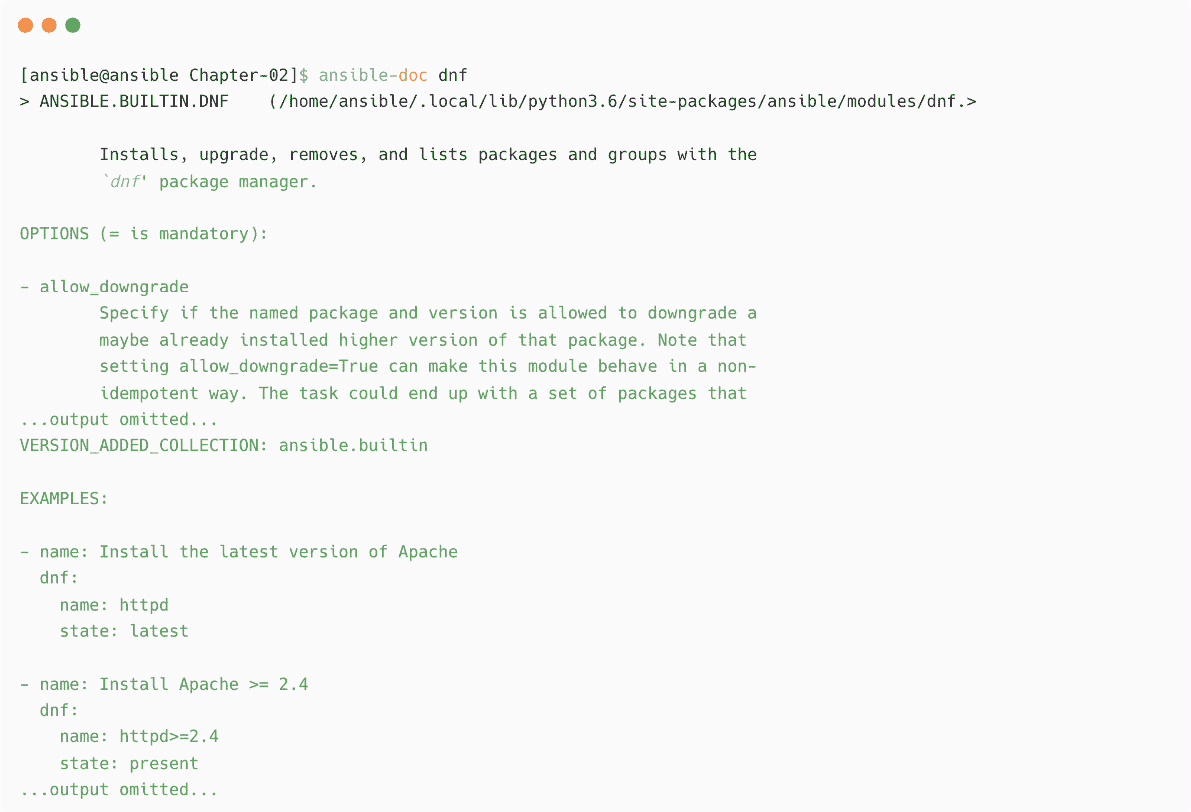 [ansible@ansible Chapter-02]$ ansible-doc dnf
> ANSIBLE.BUILTIN.DNF    (/home/ansible/.local/lib/python3.6/site-packages/ansible/modules/dnf.>

        Installs, upgrade, removes, and lists packages and groups with the
        `dnf' package manager.

OPTIONS (= is mandatory):

- allow_downgrade
        Specify if the named package and version is allowed to downgrade a
        maybe already installed higher version of that package. Note that
        setting allow_downgrade=True can make this module behave in a non-
        idempotent way. The task could end up with a set of packages that
...output omitted...
VERSION_ADDED_COLLECTION: ansible.builtin

EXAMPLES:

- name: Install the latest version of Apache
  dnf:
    name: httpd
    state: latest

- name: Install Apache >= 2.4
  dnf:
    name: httpd>=2.4
    state: present
...output omitted...